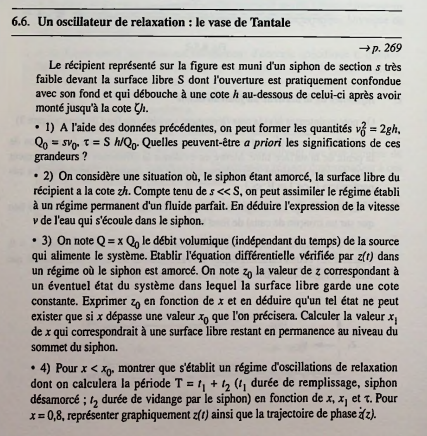 6.6. Un oscillateur de relaxation : le vase de Tantale
→ p. 269
Le récipient représenté sur la figure est muni d'un siphon de section s très
faible devant la surface libre S dont l'ouverture est pratiquement confondue
avec son fond et qui débouche à une cote h au-dessous de celui-ci après avoir
monté jusqu'à la cote ζh.
• 1) A l'aide des données précédentes, on peut former les quantités v₀² = 2gh,
Q₀ = sv₀, τ = S h/Q₀. Quelles peuvent-être a priori les significations de ces
grandeurs ?
• 2) On considère une situation où, le siphon étant amorcé, la surface libre du
récipient a la cote zh. Compte tenu de s << S, on peut assimiler le régime établi
à un régime permanent d'un fluide parfait. En déduire l'expression de la vitesse
v de l'eau qui s'écoule dans le siphon.
• 3) On note Q = x Q₀ le débit volumique (indépendant du temps) de la source
qui alimente le système. Etablir l'équation différentielle vérifiée par z(t) dans
un régime où le siphon est amorcé. On note z₀ la valeur de z correspondant à
un éventuel état du système dans lequel la surface libre garde une cote
constante. Exprimer z₀ en fonction de x et en déduire qu'un tel état ne peut
exister que si x dépasse une valeur x₀ que l'on précisera. Calculer la valeur x₁
de x qui correspondrait à une surface libre restant en permanence au niveau du
sommet du siphon.
• 4) Pour x < x₀, montrer que s'établit un régime d'oscillations de relaxation
dont on calculera la période T = t₁ + t₂ (t₁ durée de remplissage, siphon
désamorcé ; t₂ durée de vidange par le siphon) en fonction de x, x₁ et τ. Pour
x = 0,8, représenter graphiquement z(t) ainsi que la trajectoire de phase ż(z).